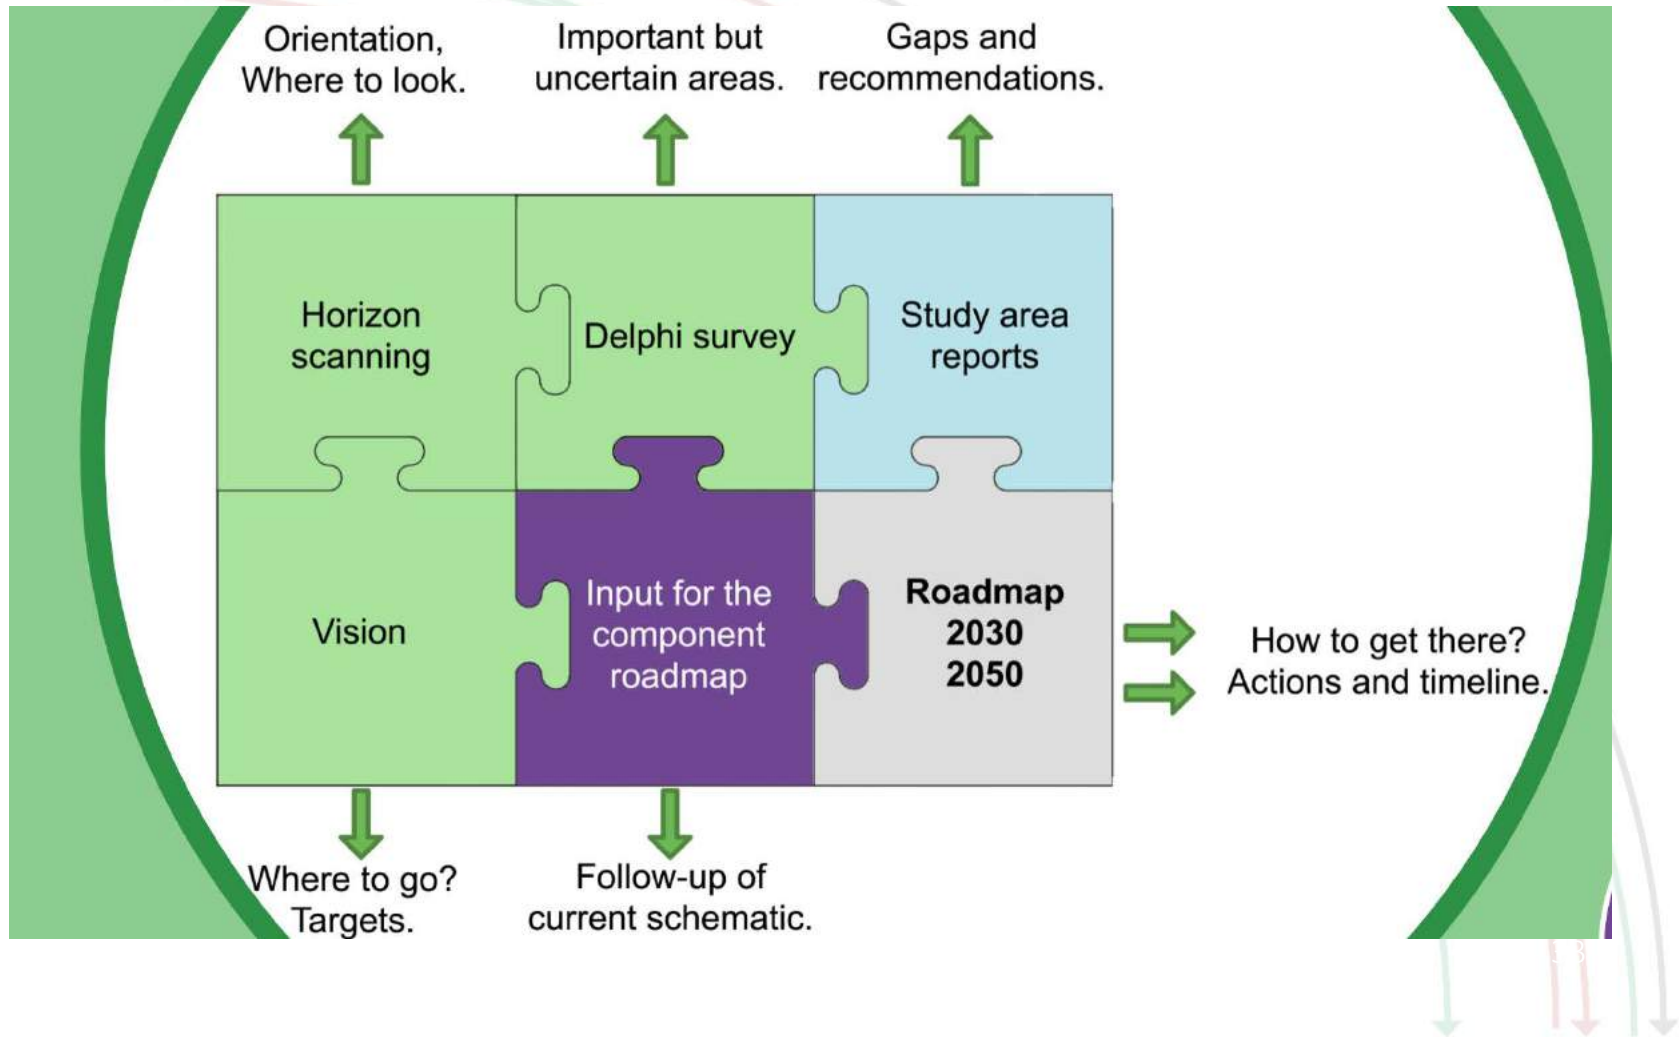 Orientation,
Where to look.
Important but
uncertain areas.
Gaps and
recommendations.
Horizon
scanning
Delphi survey
Study area
reports
Vision
Input for the
component
roadmap
Roadmap
2030
2050
How to get there?
Actions and timeline.
Where to go?
Targets.
Follow-up of
current schematic.